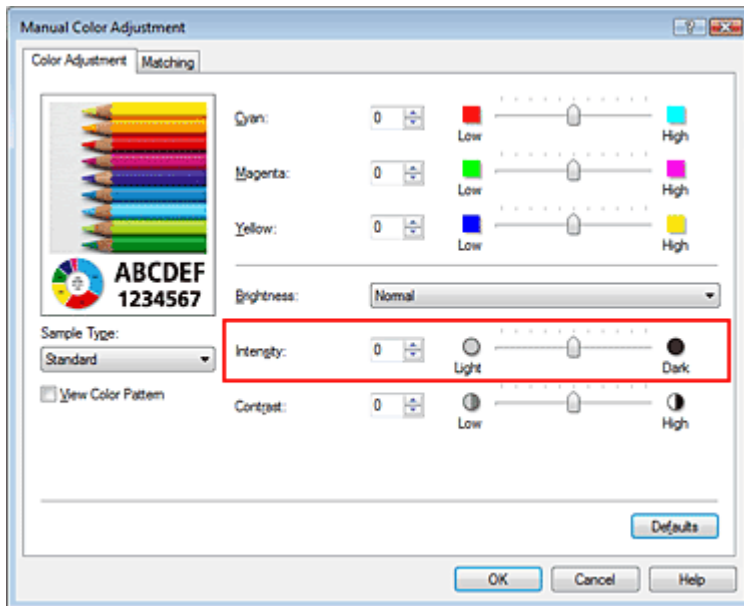 Manual Color Adjustment
Color Adjustment Matching
Cyan: 0 Low High
Magenta: 0 Low High
Yellow: 0 Low High
ABCDEF
1234567
Brightness: Normal
Sample Type:
Standard
Intensity: 0 Light Dark
View Color Pattern
Contrast: 0 Low High
Defaults
OK Cancel Help